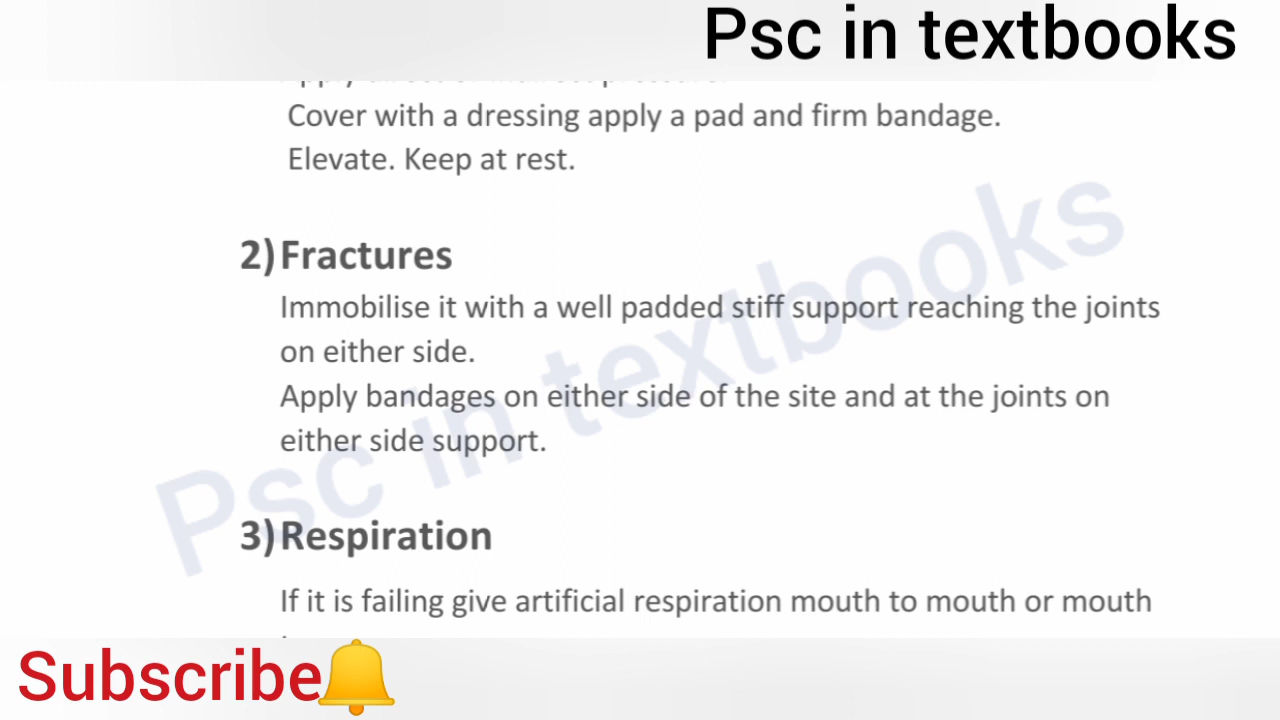 Psc in textbooks
Cover with a dressing apply a pad and firm bandage.
Elevate. Keep at rest.
2) Fractures
Immobilise it with a well padded stiff support reaching the joints
on either side.
Apply bandages on either side of the site and at the joints on
either side support.
Psc in textbooks
3) Respiration
If it is failing give artificial respiration mouth to mouth or mouth
Subscribe